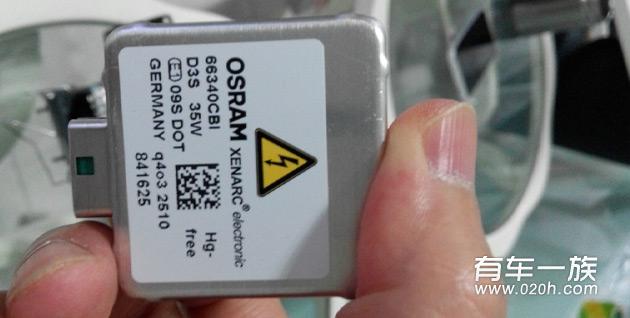 OSRAM XENARC® electronic
66340CBI
D3S 35W
E1 09S DOT
GERMANY q4o3 2510
841625
Hg-
free
有车一族
www.020h.com